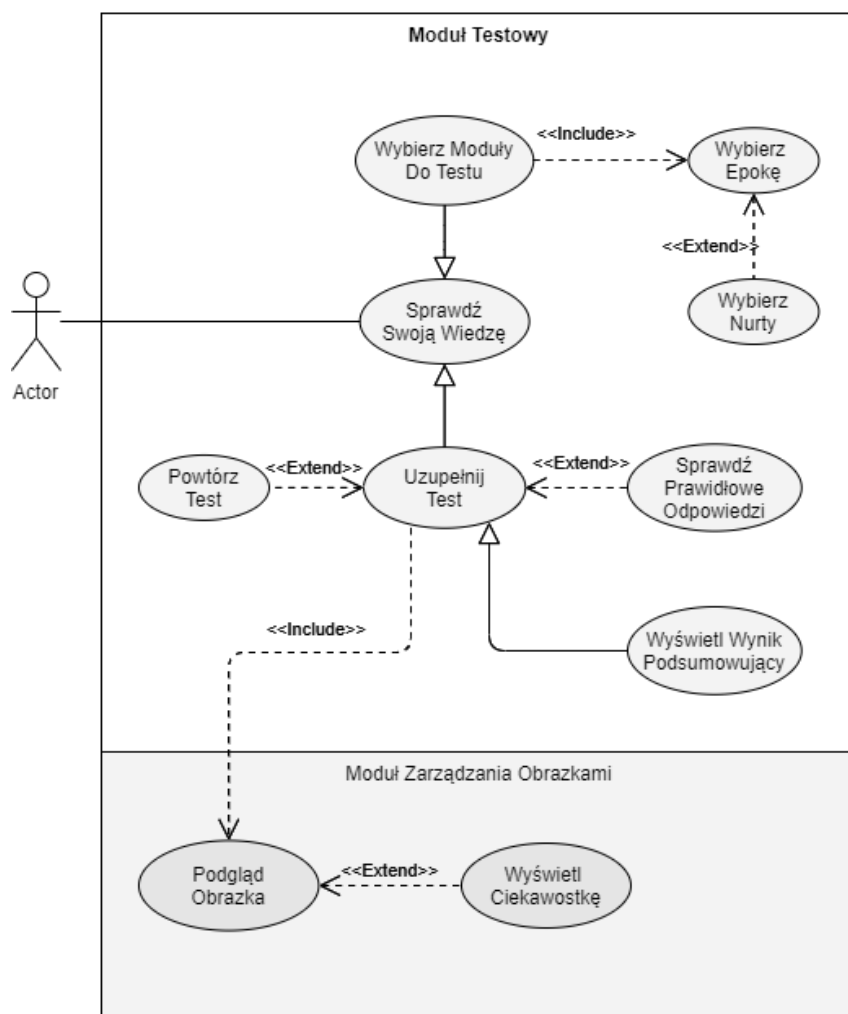 Moduł Testowy
Wybierz Moduły
Do Testu
<<Include>>
Wybierz
Epokę
<<Extend>>
Wybierz
Nurty
Sprawdź
Swoją Wiedzę
Actor
Powtórz
Test
<<Extend>>
Uzupełnij
Test
<<Extend>>
Sprawdź
Prawidłowe
Odpowiedzi
<<Include>>
Wyświetl Wynik
Podsumowujący
Moduł Zarządzania Obrazkami
Podgląd
Obrazka
<<Extend>>
Wyświetl
Ciekawostkę